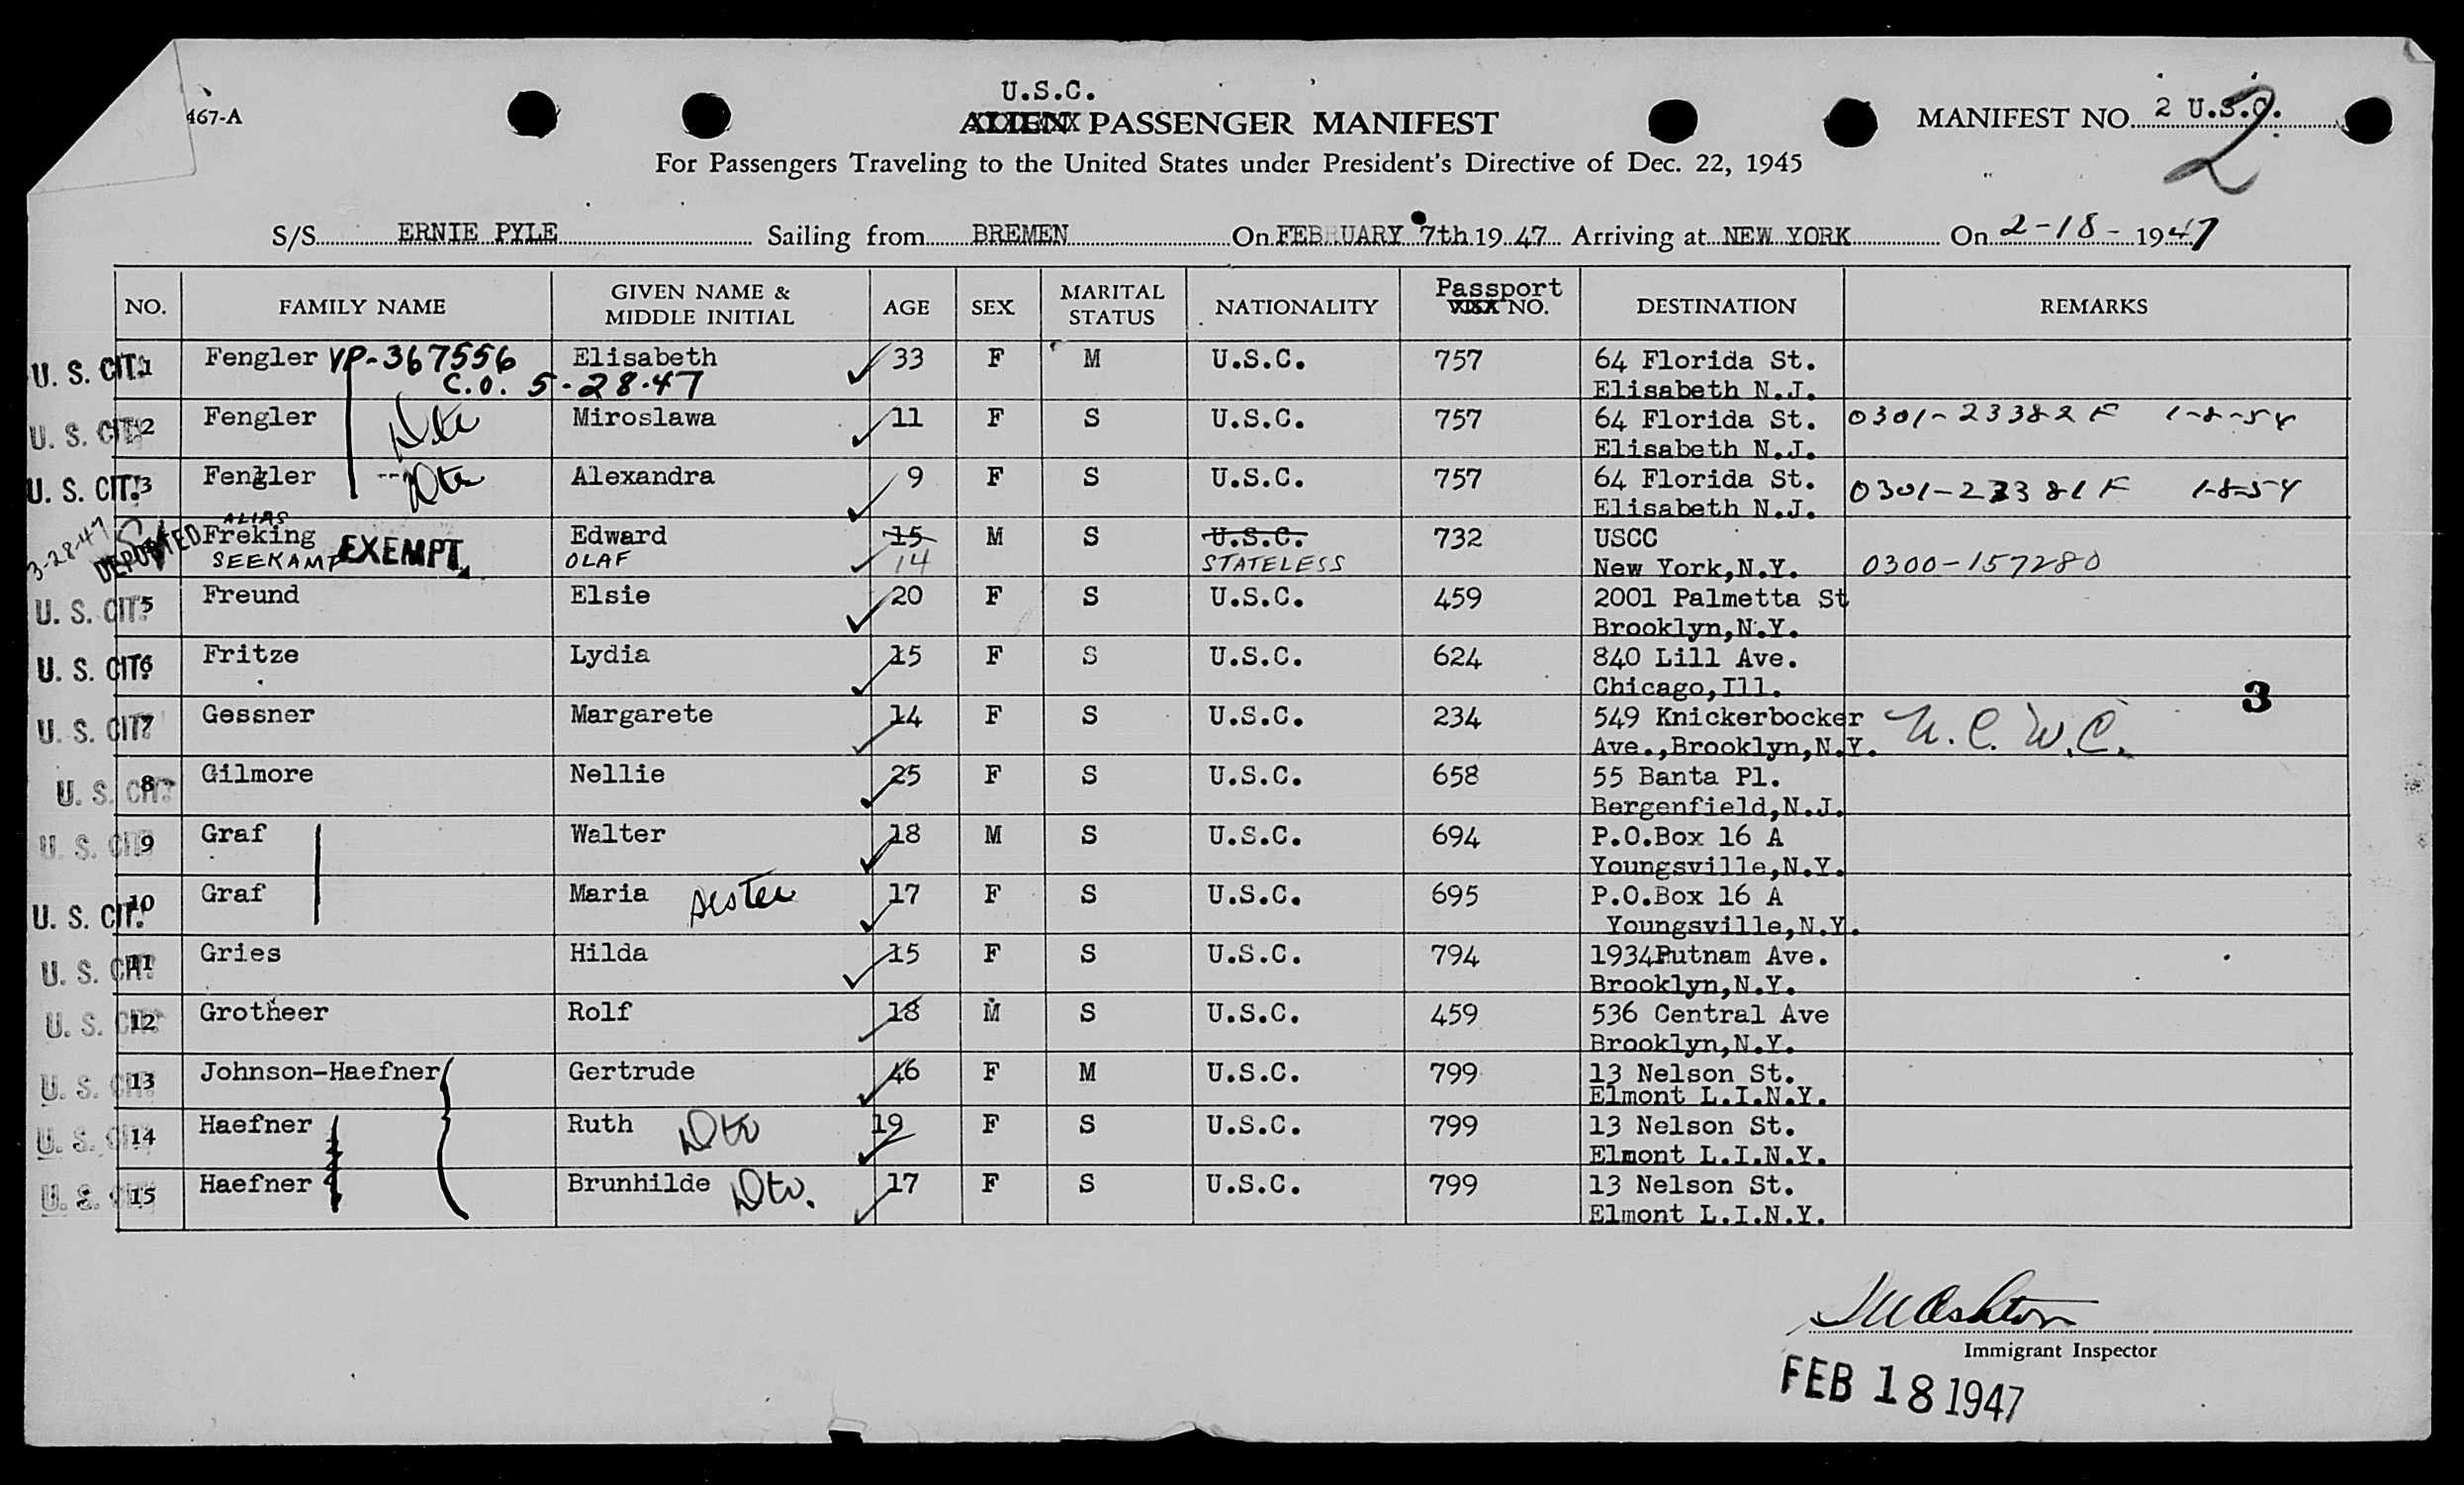 467-A
U.S.C.
ALIEN PASSENGER MANIFEST
MANIFEST NO. 2 U.S.C.
2
For Passengers Traveling to the United States under President's Directive of Dec. 22, 1945
S/S ERNIE PYLE Sailing from BREMEN On FEBRUARY 7th 19 47 Arriving at NEW YORK On 2-18- 1947
NO. FAMILY NAME GIVEN NAME & MIDDLE INITIAL AGE SEX MARITAL STATUS NATIONALITY Passport VISA NO. DESTINATION REMARKS
U. S. CIT. 1 Fengler VP-367556 Elisabeth 33 F M U.S.C. 757 64 Florida St.
C.O. 5-28-47 Elisabeth N.J.
U. S. CIT. 2 Fengler Dtr Miroslawa 11 F S U.S.C. 757 64 Florida St. 0301-23382 F 1-8-54
Elisabeth N.J.
U. S. CIT. 3 Fengler Dtr Alexandra 9 F S U.S.C. 757 64 Florida St. 0301-23381 F 1-8-54
Elisabeth N.J.
3-28-47 DEPORTED ALIAS
Freking EXEMPT Edward 15 M S U.S.C. 732 USCC
SEEKAMP OLAF 14 STATELESS New York,N.Y. 0300-157280
U. S. CIT. 5 Freund Elsie 20 F S U.S.C. 459 2001 Palmetta St
Brooklyn,N.Y.
U. S. CIT. 6 Fritze Lydia 15 F S U.S.C. 624 840 Lill Ave.
Chicago,Ill. 3
U. S. CIT. 7 Gessner Margarete 14 F S U.S.C. 234 549 Knickerbocker
Ave.,Brooklyn,N.Y.
U. S. CIT. 8 Gilmore Nellie 25 F S U.S.C. 658 55 Banta Pl.
Bergenfield,N.J.
U. S. CIT. 9 Graf Walter 18 M S U.S.C. 694 P.O.Box 16 A
Youngsville,N.Y.
U. S. CIT. 10 Graf Maria sister 17 F S U.S.C. 695 P.O.Box 16 A
Youngsville,N.Y.
U. S. CIT. 11 Gries Hilda 15 F S U.S.C. 794 1934Putnam Ave.
Brooklyn,N.Y.
U. S. CIT. 12 Grotheer Rolf 18 M S U.S.C. 459 536 Central Ave
Brooklyn,N.Y.
U. S. CIT. 13 Johnson-Haefner Gertrude 46 F M U.S.C. 799 13 Nelson St.
Elmont L.I.N.Y.
U. S. CIT. 14 Haefner Ruth Dtr 19 F S U.S.C. 799 13 Nelson St.
Elmont L.I.N.Y.
U. S. CIT. 15 Haefner Brunhilde Dtr. 17 F S U.S.C. 799 13 Nelson St.
Elmont L.I.N.Y.
Immigrant Inspector
FEB 18 1947